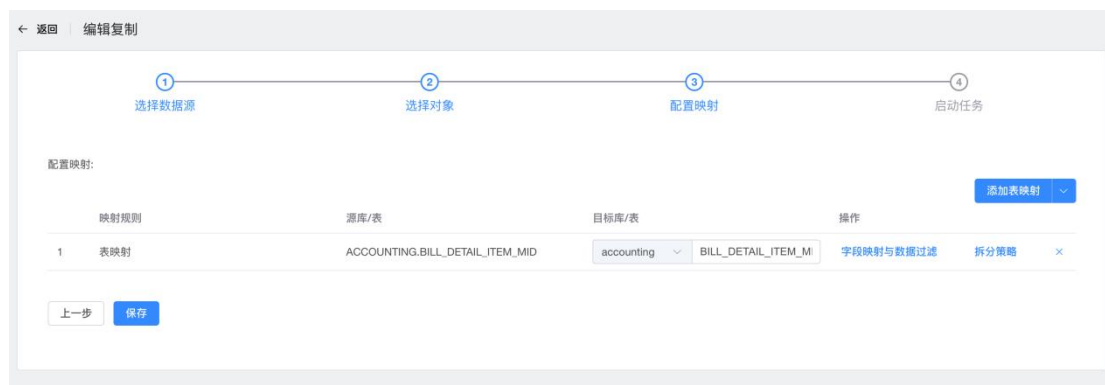 ← 返回 编辑复制
1 2 3 4
选择数据源 选择对象 配置映射 启动任务
配置映射:
添加表映射
映射规则 源库/表 目标库/表 操作
1 表映射 ACCOUNTING.BILL_DETAIL_ITEM_MID accounting BILL_DETAIL_ITEM_MI 字段映射与数据过滤 拆分策略 ×
上一步 保存